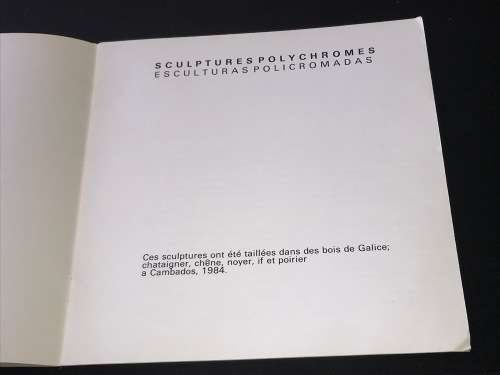 SCULPTURES POLYCHROMES
ESCULTURAS POLICROMADAS
Ces sculptures ont été taillées dans des bois de Galice;
chataigner, chêne, noyer, if et poirier
a Cambados, 1984.